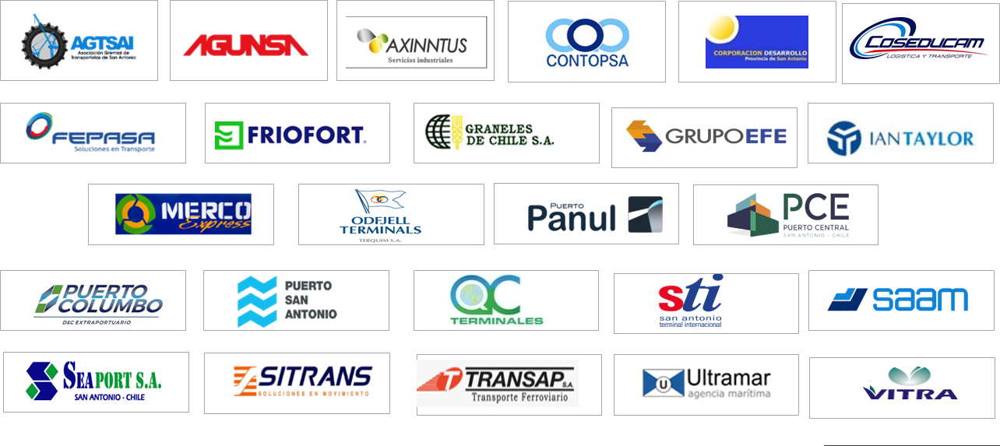 AGTSAI
Asociación Gremial de
Transportistas de San Antonio
AGUNSA
AXINNTUS
Servicios industriales
CONTOPSA
CORPORACION DESARROLLO
Provincia de San Antonio
COSEDUCAM
LOGISTICA Y TRANSPORTE
FEPASA
Soluciones en Transporte
FRIOFORT®
GRANELES
DE CHILE S.A.
GRUPOEFE
IANTAYLOR
MERCO
Express
ODFJELL
TERMINALS
TERQUIM S.A.
PUERTO
Panul
PCE
PUERTO CENTRAL
SAN ANTONIO - CHILE
PUERTO
COLUMBO
D&C EXTRAPORTUARIO
PUERTO
SAN
ANTONIO
QC
TERMINALES
sti
san antonio
terminal internacional
saam
SEAPORT S.A.
SAN ANTONIO - CHILE
SITRANS
SOLUCIONES EN MOVIMIENTO
TRANSAP S.A.
Transporte Ferroviario
U
Ultramar
agencia marítima
VITRA